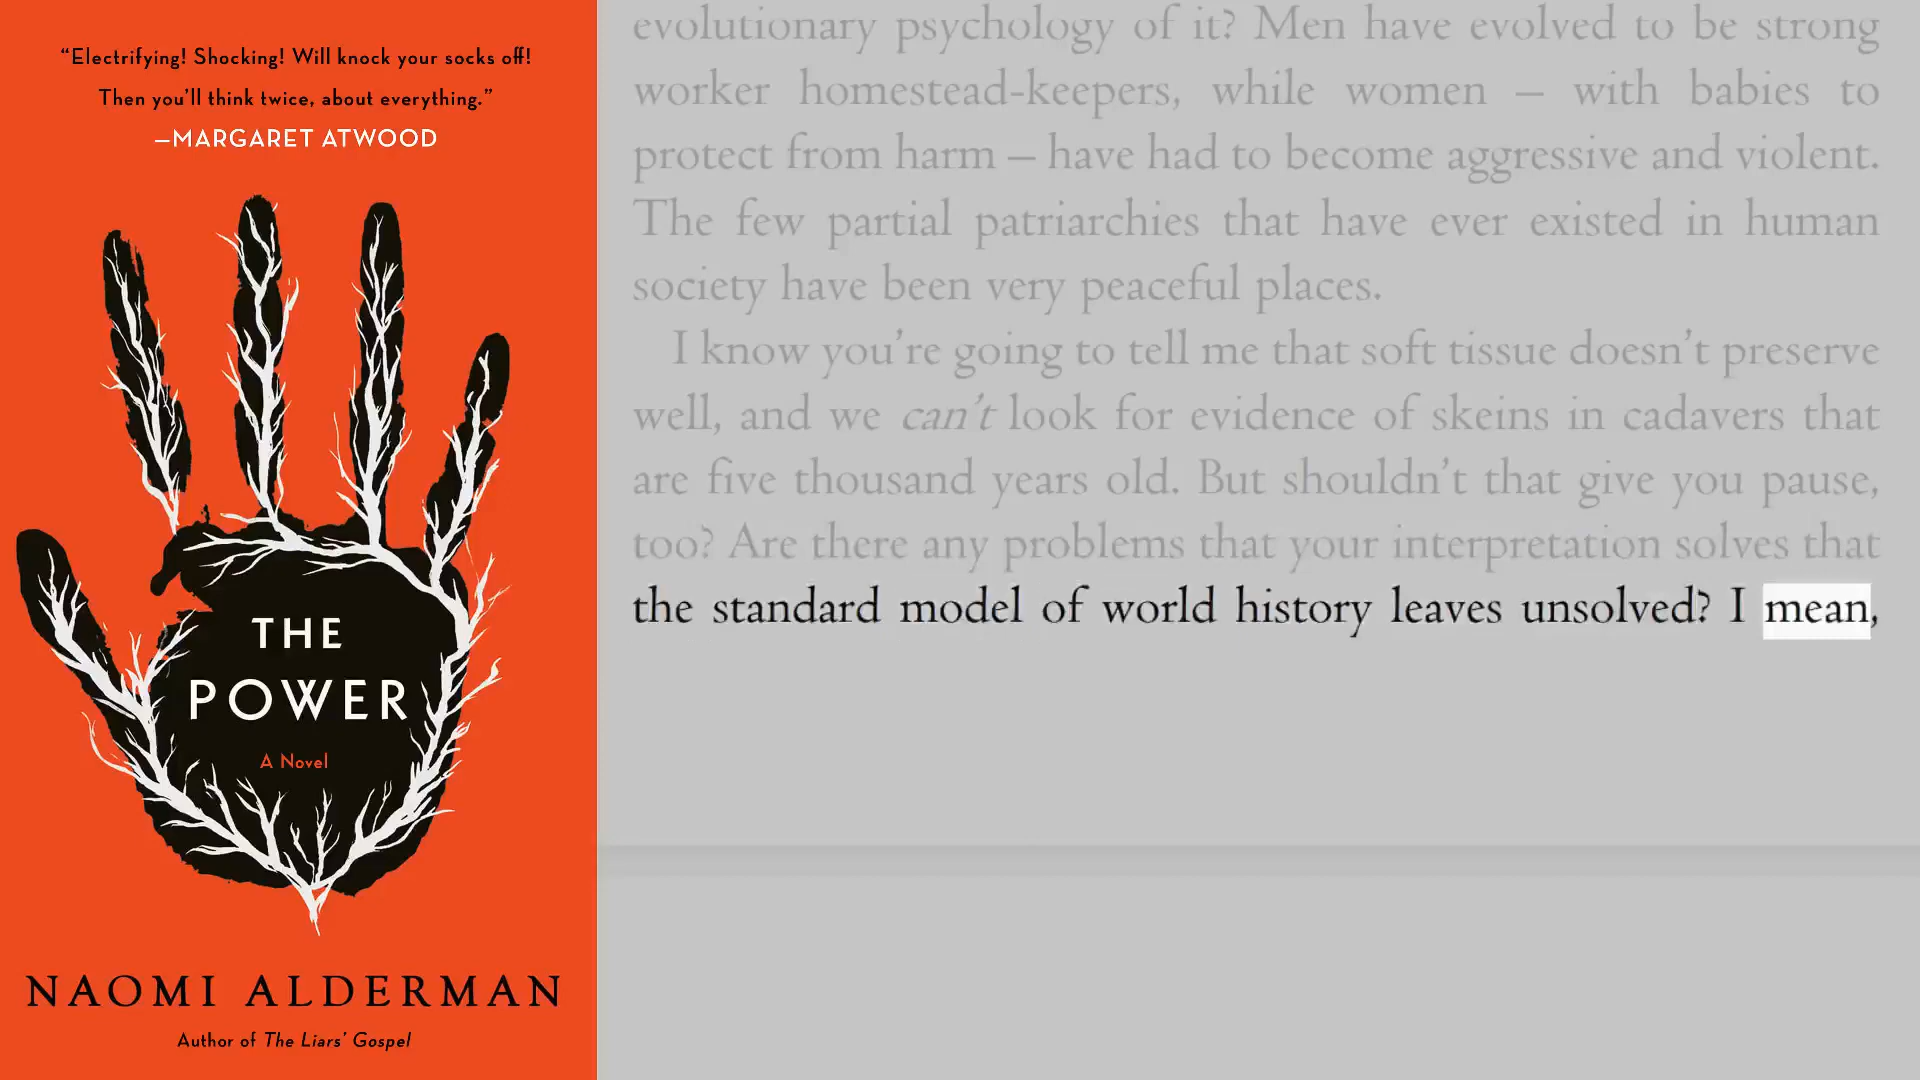 “Electrifying! Shocking! Will knock your socks off!
Then you’ll think twice, about everything.”
—MARGARET ATWOOD
THE
POWER
A Novel
NAOMI ALDERMAN
Author of The Liars’ Gospel
evolutionary psychology of it? Men have evolved to be strong
worker homestead-keepers, while women – with babies to
protect from harm – have had to become aggressive and violent.
The few partial patriarchies that have ever existed in human
society have been very peaceful places.
I know you’re going to tell me that soft tissue doesn’t preserve
well, and we can’t look for evidence of skeins in cadavers that
are five thousand years old. But shouldn’t that give you pause,
too? Are there any problems that your interpretation solves that
the standard model of world history leaves unsolved? I mean,